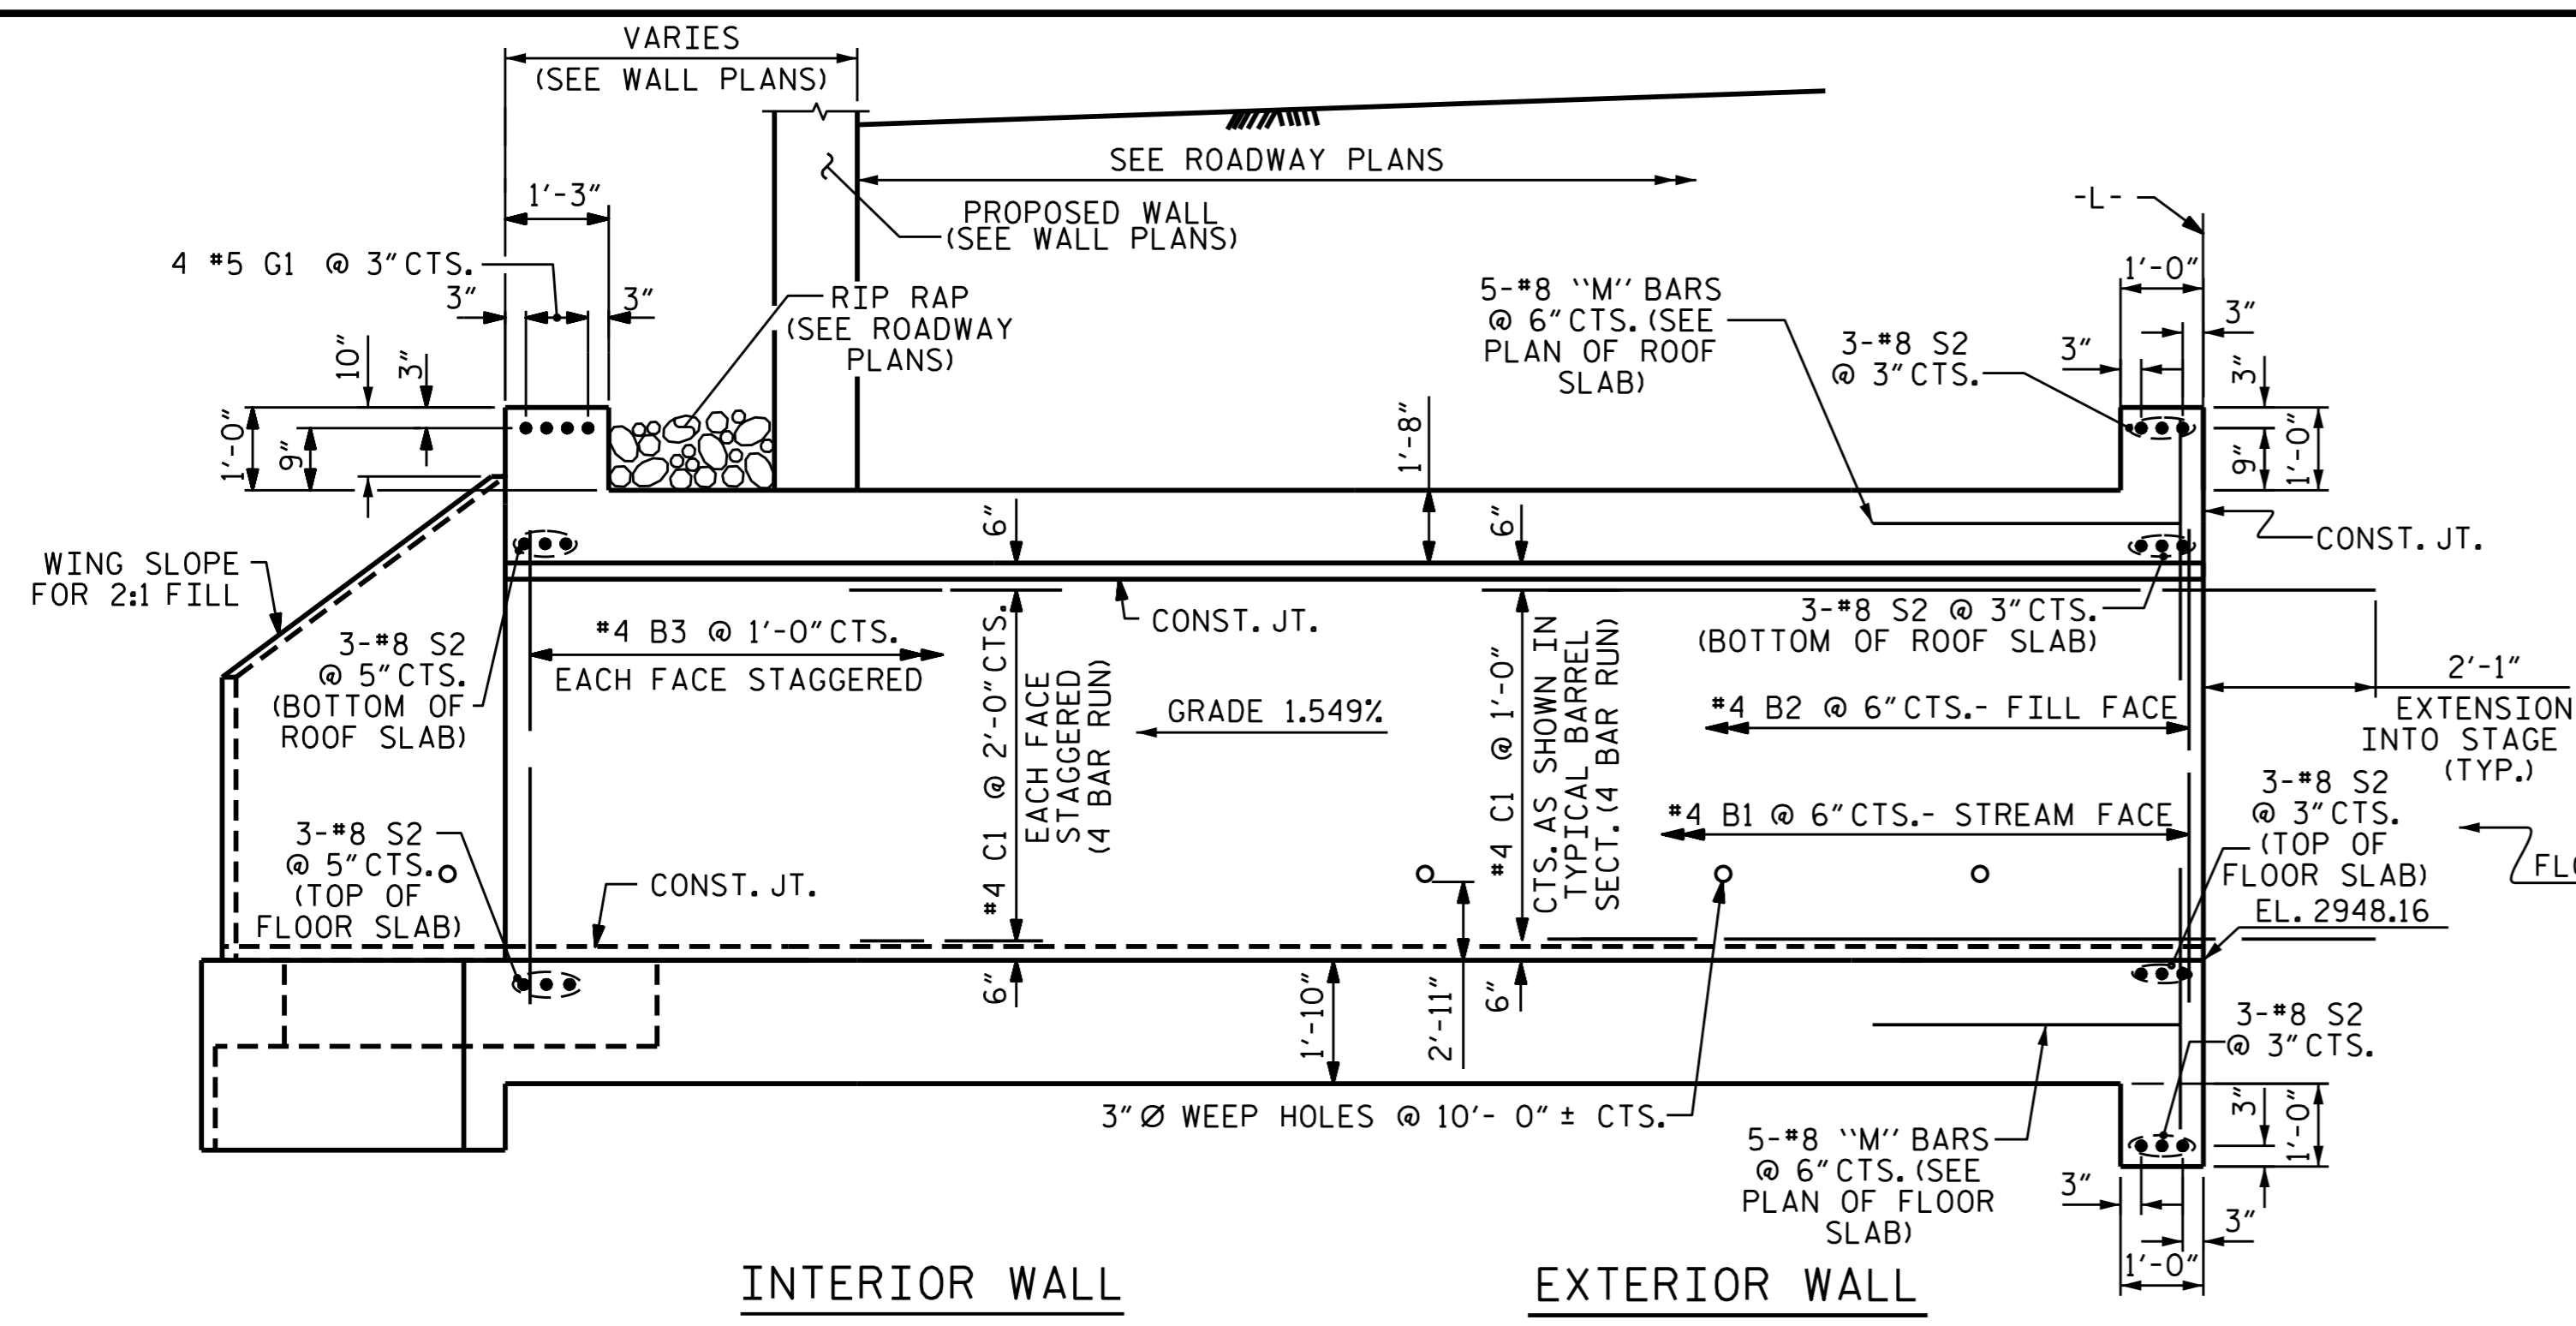 VARIES
(SEE WALL PLANS)
SEE ROADWAY PLANS
1'-3"
PROPOSED WALL
(SEE WALL PLANS)
-L-
4 #5 G1 @ 3"CTS.
3"
3"
RIP RAP
(SEE ROADWAY
PLANS)
5-#8 "M" BARS
@ 6"CTS. (SEE
PLAN OF ROOF
SLAB)
3-#8 S2
@ 3"CTS.
1'-0"
3"
3"
10"
3"
1'-0"
9"
1'-8"
3"
9"
1'-0"
6"
6"
CONST. JT.
WING SLOPE
FOR 2:1 FILL
3-#8 S2
@ 5"CTS.
(BOTTOM OF
ROOF SLAB)
#4 B3 @ 1'-0"CTS.
EACH FACE STAGGERED
#4 C1 @ 2'-0"CTS.
EACH FACE
STAGGERED
(4 BAR RUN)
CONST. JT.
GRADE 1.549%
#4 C1 @ 1'-0"
CTS. AS SHOWN IN
TYPICAL BARREL
SECT. (4 BAR RUN)
3-#8 S2 @ 3"CTS.
(BOTTOM OF ROOF SLAB)
#4 B2 @ 6"CTS.- FILL FACE
#4 B1 @ 6"CTS.- STREAM FACE
2'-1"
EXTENSION
INTO STAGE
(TYP.)
3-#8 S2
@ 3"CTS.
(TOP OF
FLOOR SLAB)
FLO
EL. 2948.16
3-#8 S2
@ 5"CTS.
(TOP OF
FLOOR SLAB)
CONST. JT.
6"
1'-10"
2'-11"
6"
3-#8 S2
@ 3"CTS.
3"Ø WEEP HOLES @ 10'- 0" ± CTS.
5-#8 "M" BARS
@ 6"CTS. (SEE
PLAN OF FLOOR
SLAB)
3"
1'-0"
3"
3"
1'-0"
INTERIOR WALL
EXTERIOR WALL